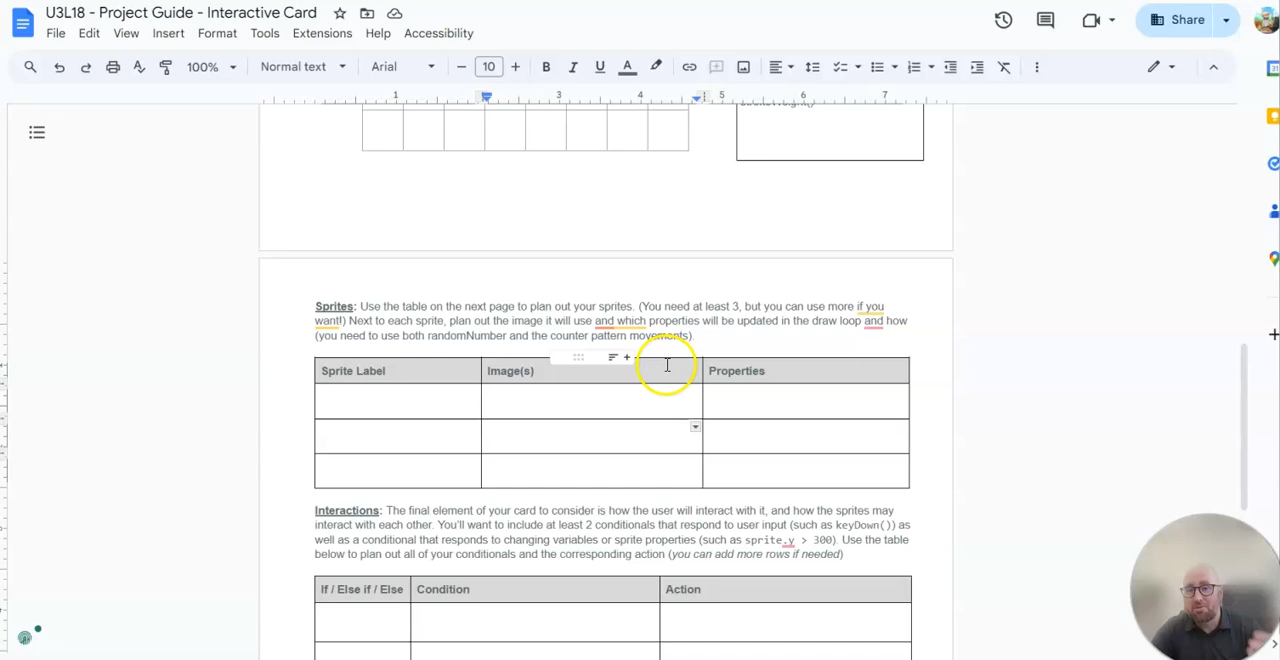 U3L18 - Project Guide - Interactive Card
File Edit View Insert Format Tools Extensions Help Accessibility
Share
100% Normal text Arial 10 B I U A
1 2 3 4 5 6 7
Sprites: Use the table on the next page to plan out your sprites. (You need at least 3, but you can use more if you
want!) Next to each sprite, plan out the image it will use and which properties will be updated in the draw loop and how
(you need to use both randomNumber and the counter pattern movements).
Sprite Label Image(s) Properties
Interactions: The final element of your card to consider is how the user will interact with it, and how the sprites may
interact with each other. You'll want to include at least 2 conditionals that respond to user input (such as keyDown()) as
well as a conditional that responds to changing variables or sprite properties (such as sprite.y > 300). Use the table
below to plan out all of your conditionals and the corresponding action (you can add more rows if needed)
If / Else if / Else Condition Action